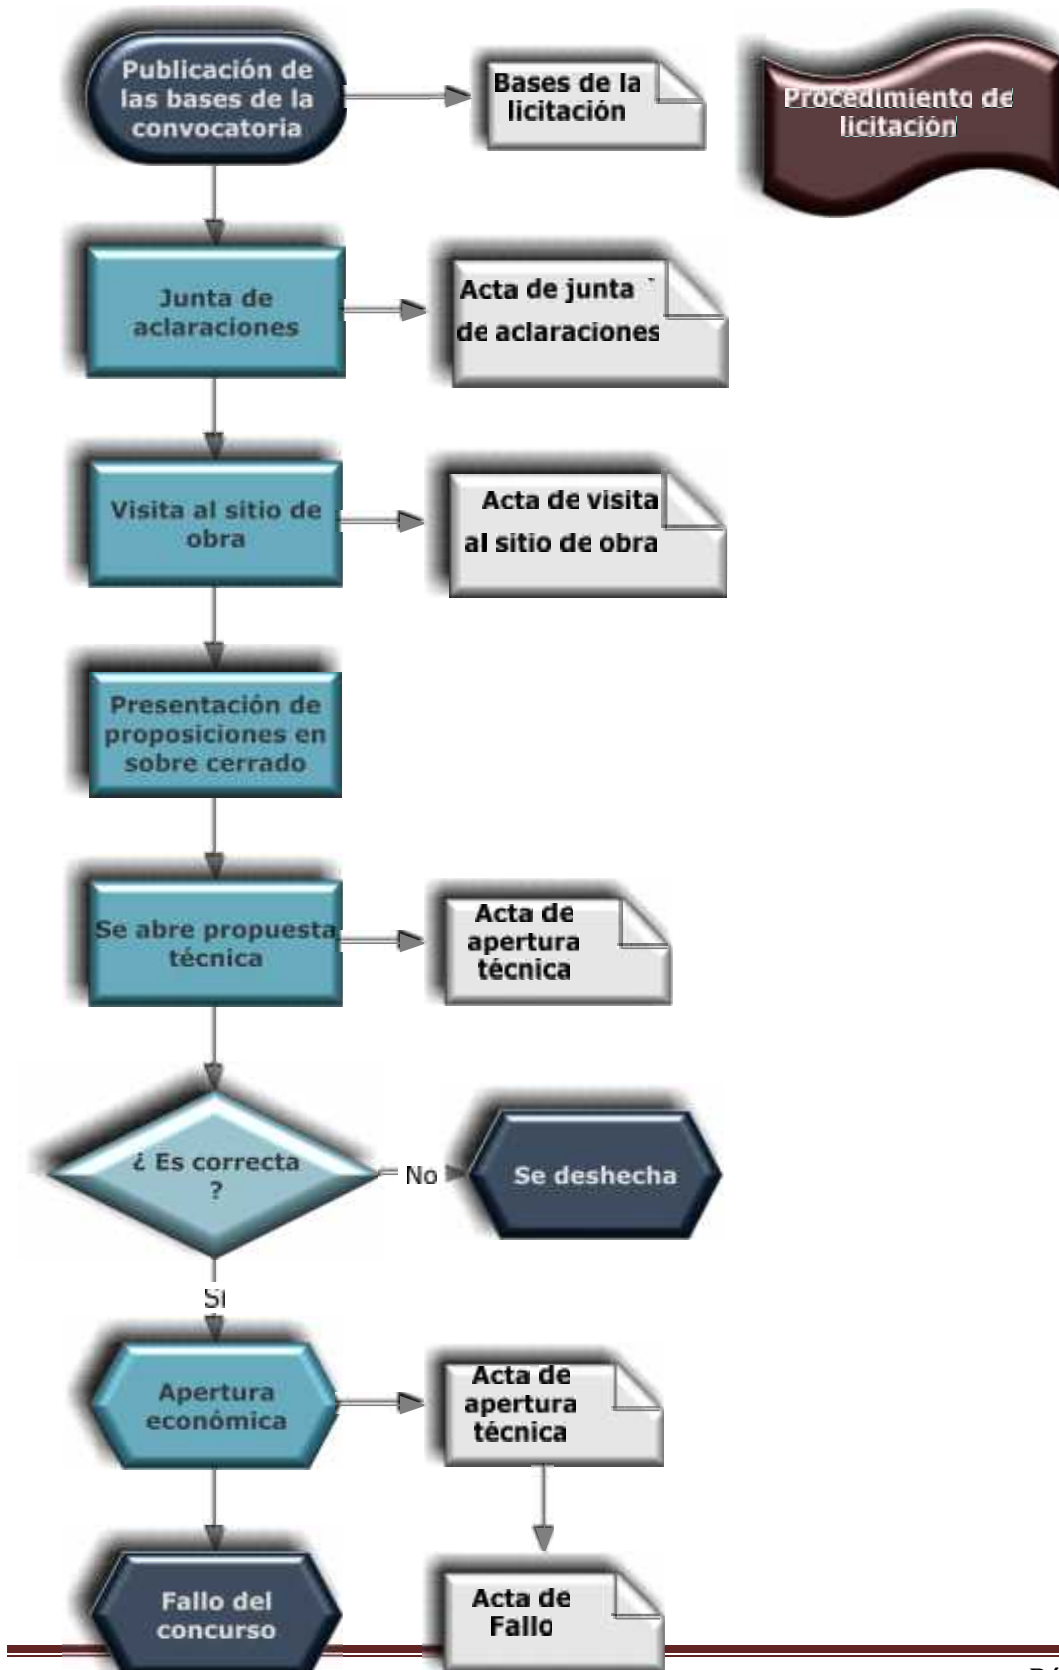 Publicación de
las bases de la
convocatoria
Bases de la
licitación
Procedimiento de
licitación
Junta de
aclaraciones
Acta de junta
de aclaraciones
Visita al sitio de
obra
Acta de visita
al sitio de obra
Presentación de
proposiciones en
sobre cerrado
Se abre propuesta
técnica
Acta de
apertura
técnica
¿ Es correcta
?
No
Se deshecha
Sí
Apertura
económica
Acta de
apertura
técnica
Fallo del
concurso
Acta de
Fallo